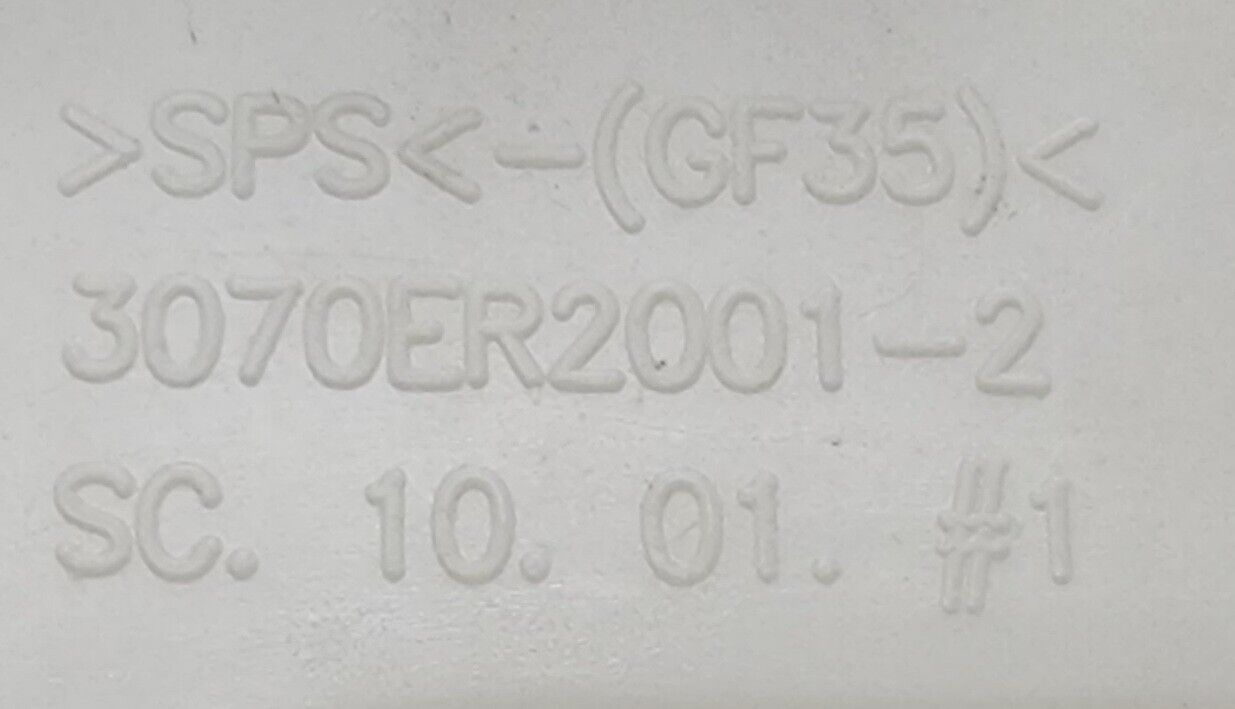 >SPS<-(GF35)<
3070ER2001-2
SC. 10. 01. #1